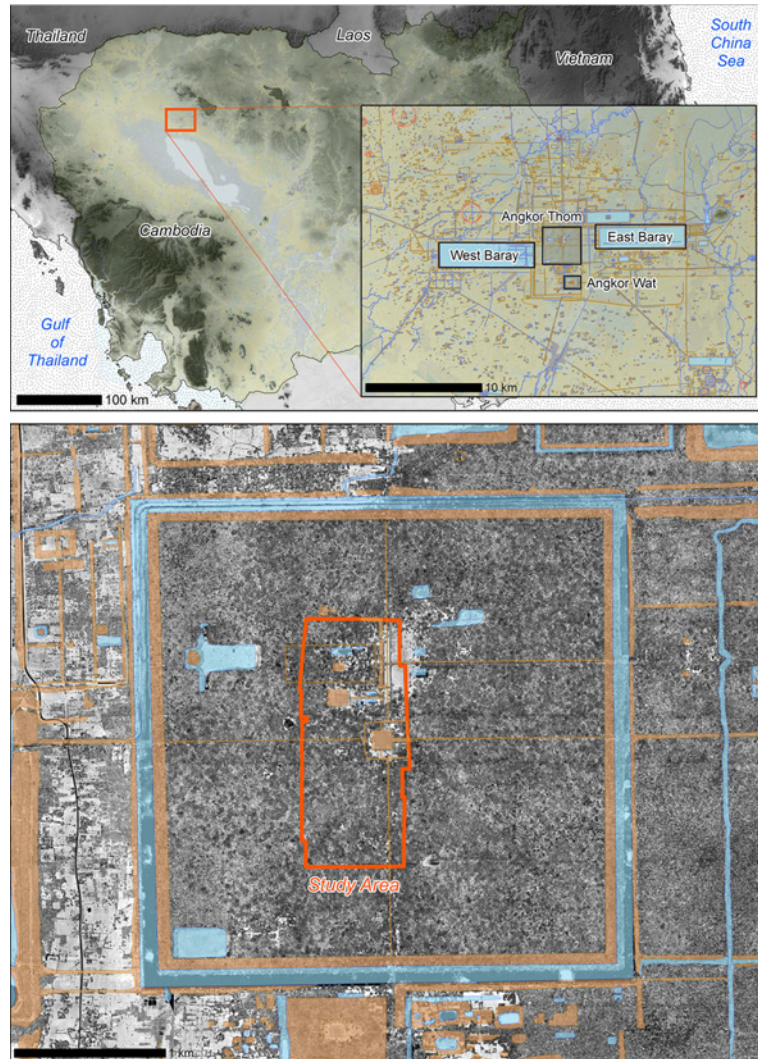 Thailand
Laos
Vietnam
South
China
Sea
Cambodia
Gulf
of
Thailand
100 km
Angkor Thom
West Baray
East Baray
Angkor Wat
10 km
Study Area
1 km